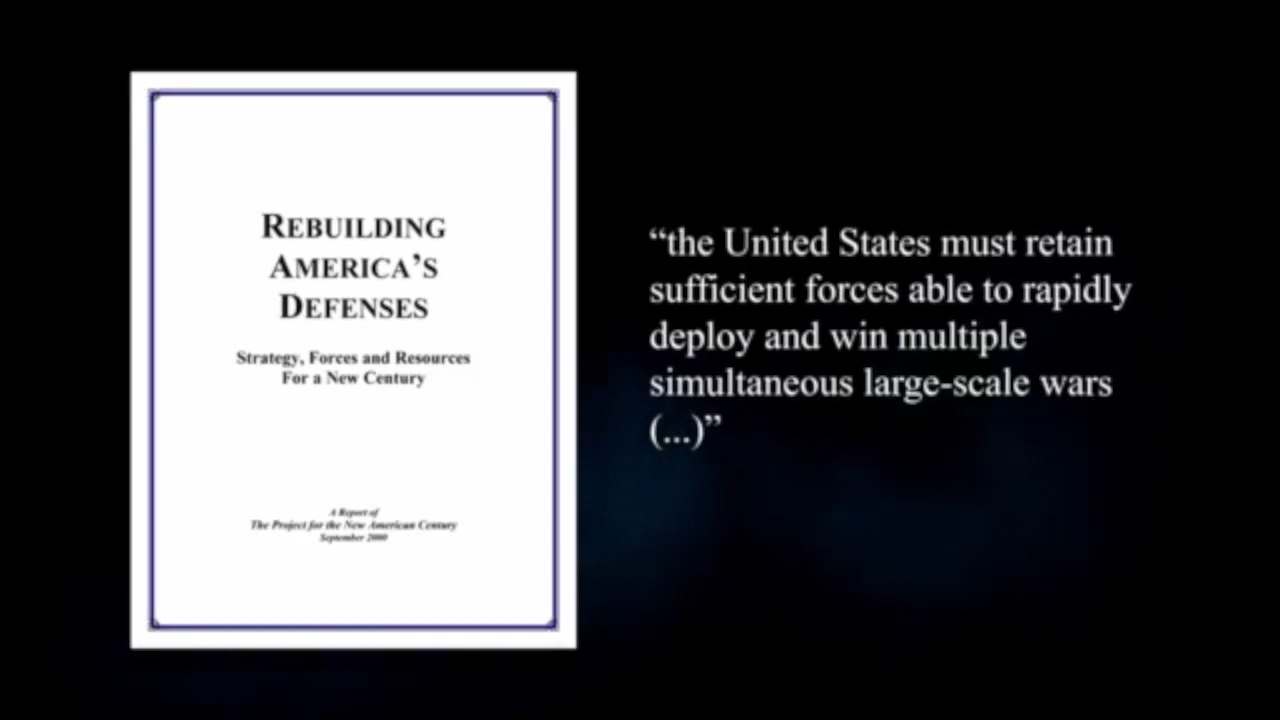 REBUILDING
AMERICA'S
DEFENSES
Strategy, Forces and Resources
For a New Century
A Report of
The Project for the New American Century
September 2000
“the United States must retain
sufficient forces able to rapidly
deploy and win multiple
simultaneous large-scale wars
(...)”